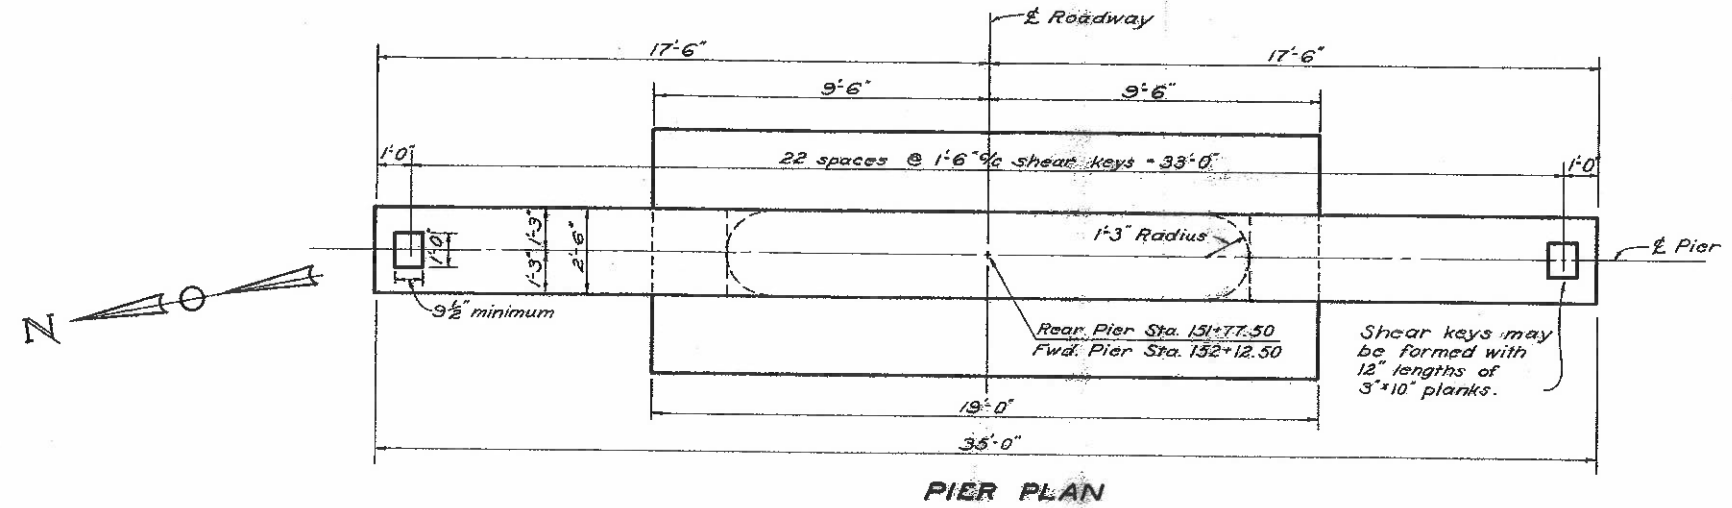 ℄ Roadway
17'-6" 17'-6"
9'-6" 9'-6"
1'-0" 22 spaces @ 1'-6" c/c shear keys = 33'-0" 1'-0"
1'-0" 1'-3" 1'-3" 2'-6"
1'-3" Radius
℄ Pier
N
9½" minimum
Rear Pier Sta. 151+77.50
Fwd. Pier Sta. 152+12.50
Shear keys may
be formed with
12" lengths of
3"x10" planks.
19'-0"
35'-0"
PIER PLAN